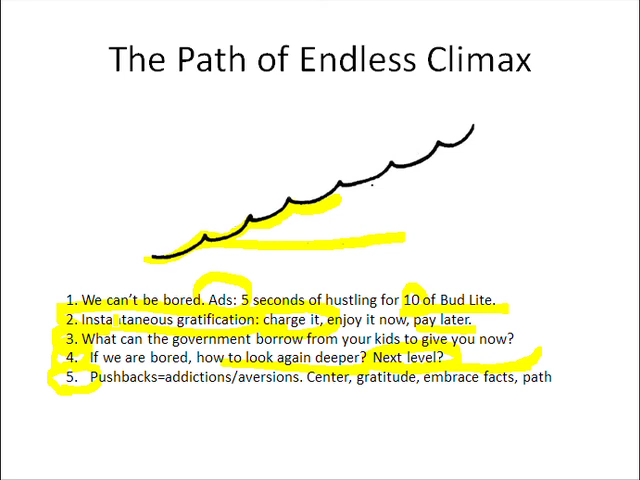 The Path of Endless Climax
1. We can't be bored. Ads: 5 seconds of hustling for 10 of Bud Lite.
2. Insta taneous gratification: charge it, enjoy it now, pay later.
3. What can the government borrow from your kids to give you now?
4. If we are bored, how to look again deeper? Next level?
5. Pushbacks=addictions/aversions. Center, gratitude, embrace facts, path